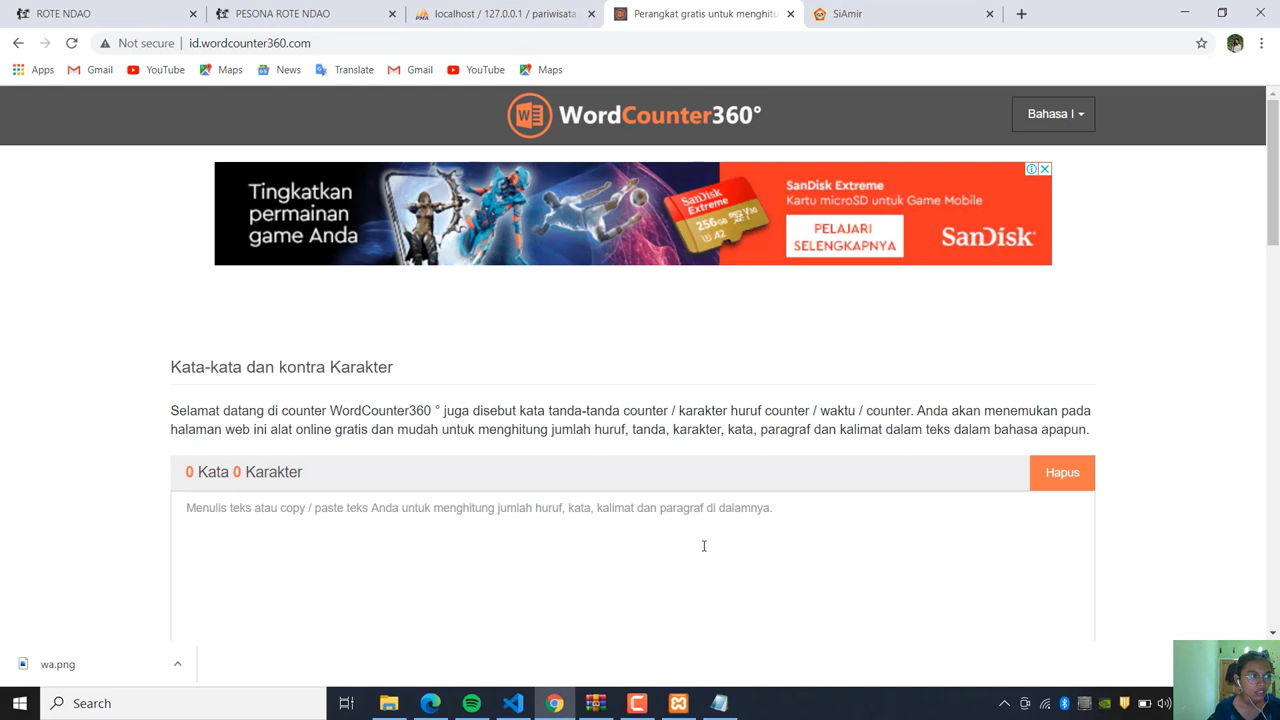 ROTE NDAO
PESONA ROTE NDAO
localhost / 127.0.0.1 / pariwisata
Perangkat gratis untuk menghitu
SiAmir
Not secure
id.wordcounter360.com
Apps
Gmail
YouTube
Maps
News
Translate
Gmail
YouTube
Maps
WordCounter360°
Bahasa I
Tingkatkan
permainan
game Anda
SanDisk
Extreme
256GB
A2
SanDisk Extreme
Kartu microSD untuk Game Mobile
PELAJARI
SELENGKAPNYA
SanDisk
Kata-kata dan kontra Karakter
Selamat datang di counter WordCounter360 ° juga disebut kata tanda-tanda counter / karakter huruf counter / waktu / counter. Anda akan menemukan pada
halaman web ini alat online gratis dan mudah untuk menghitung jumlah huruf, tanda, karakter, kata, paragraf dan kalimat dalam teks dalam bahasa apapun.
0 Kata 0 Karakter
Hapus
Menulis teks atau copy / paste teks Anda untuk menghitung jumlah huruf, kata, kalimat dan paragraf di dalamnya.
wa.png
Search